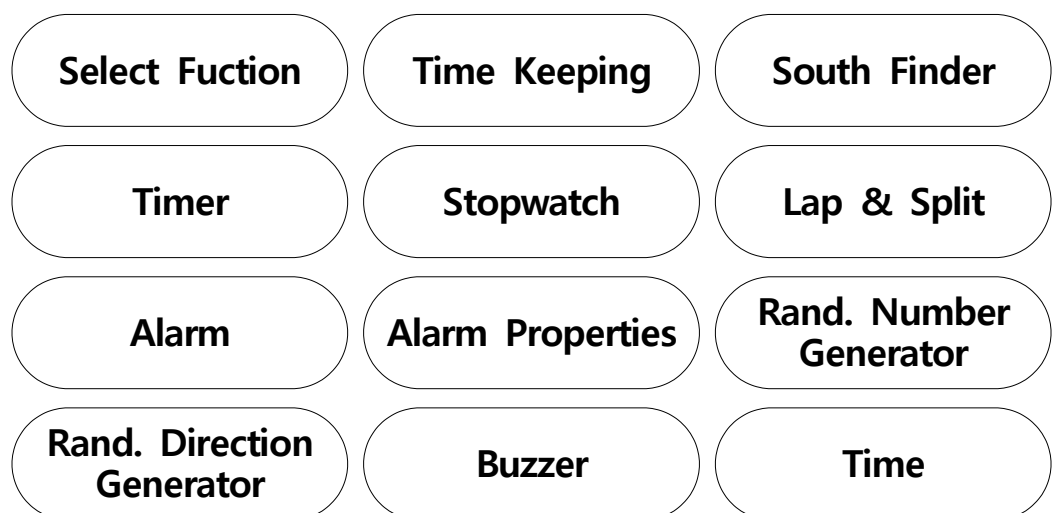 Select Fuction
Time Keeping
South Finder
Timer
Stopwatch
Lap & Split
Alarm
Alarm Properties
Rand. Number
Generator
Rand. Direction
Generator
Buzzer
Time